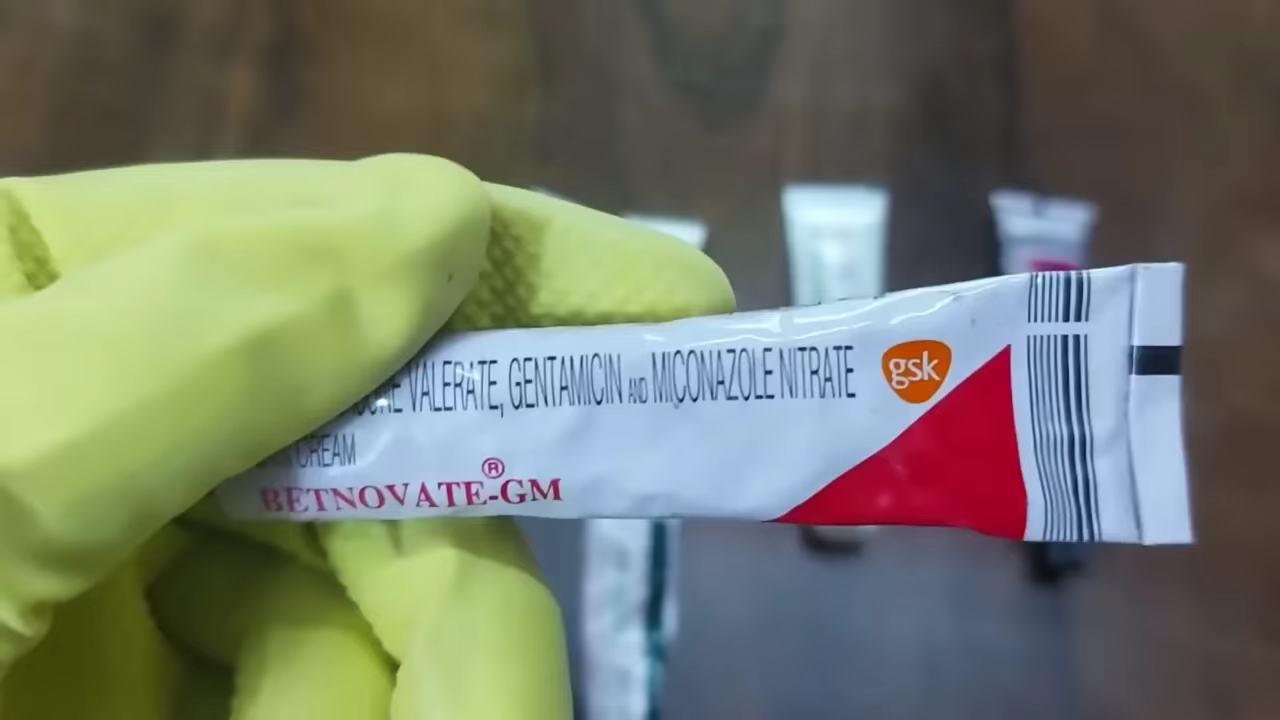 VALERATE, GENTAMICIN AND MICONAZOLE NITRATE
gsk
CREAM
BETNOVATE-GM®